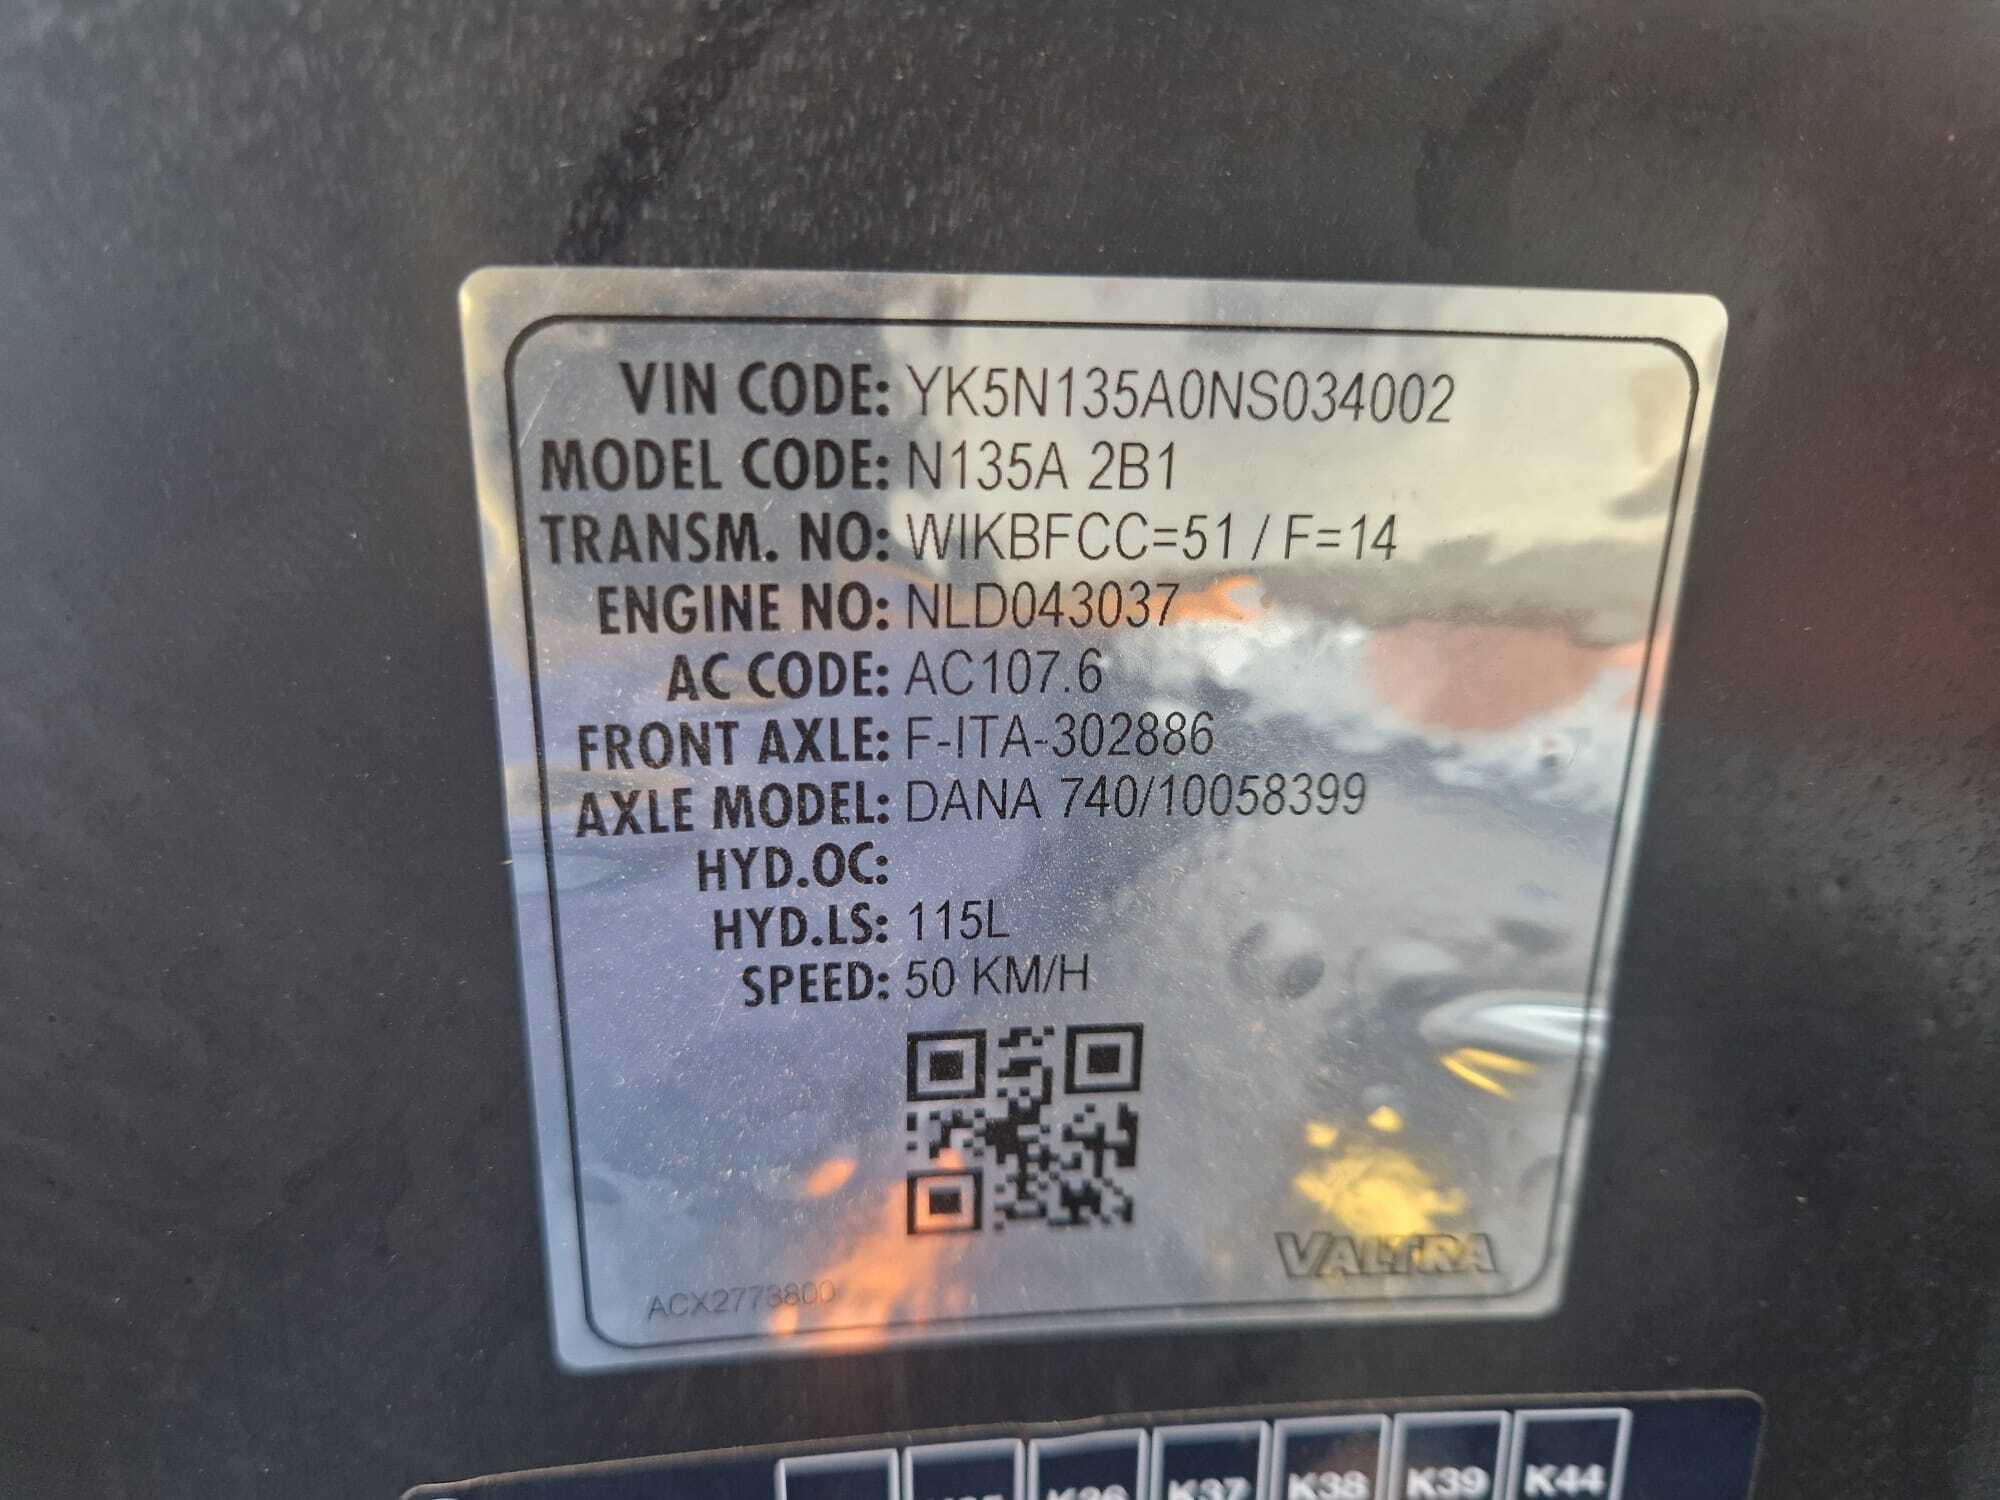 VIN CODE: YK5N135A0NS034002
MODEL CODE: N135A 2B1
TRANSM. NO: WIKBFCC=51 / F=14
ENGINE NO: NLD043037
AC CODE: AC107.6
FRONT AXLE: F-ITA-302886
AXLE MODEL: DANA 740/10058399
HYD.OC:
HYD.LS: 115L
SPEED: 50 KM/H
VALTRA
ACX2773800
K36 K37 K38 K39 K44